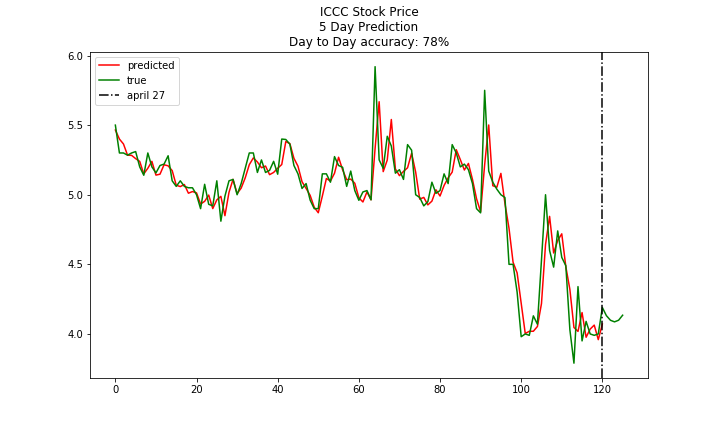 ICCC Stock Price
5 Day Prediction
Day to Day accuracy: 78%
predicted
true
april 27
6.0
5.5
5.0
4.5
4.0
0 20 40 60 80 100 120